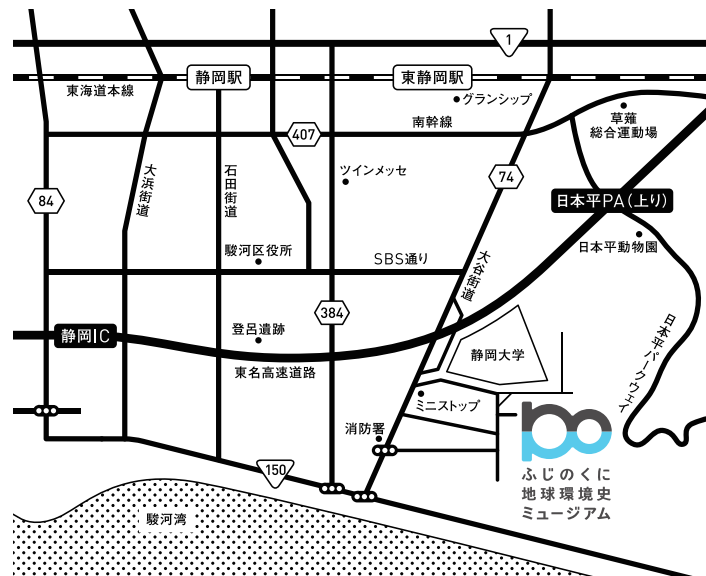 1
静岡駅
東静岡駅
東海道本線
グランシップ
草薙
総合運動場
南幹線
407
大浜街道
石田街道
ツインメッセ
74
84
日本平PA(上り)
駿河区役所
SBS通り
大谷街道
日本平動物園
384
静岡IC
登呂遺跡
東名高速道路
静岡大学
日本平パークウェイ
ミニストップ
消防署
150
ふじのくに
地球環境史
ミュージアム
駿河湾